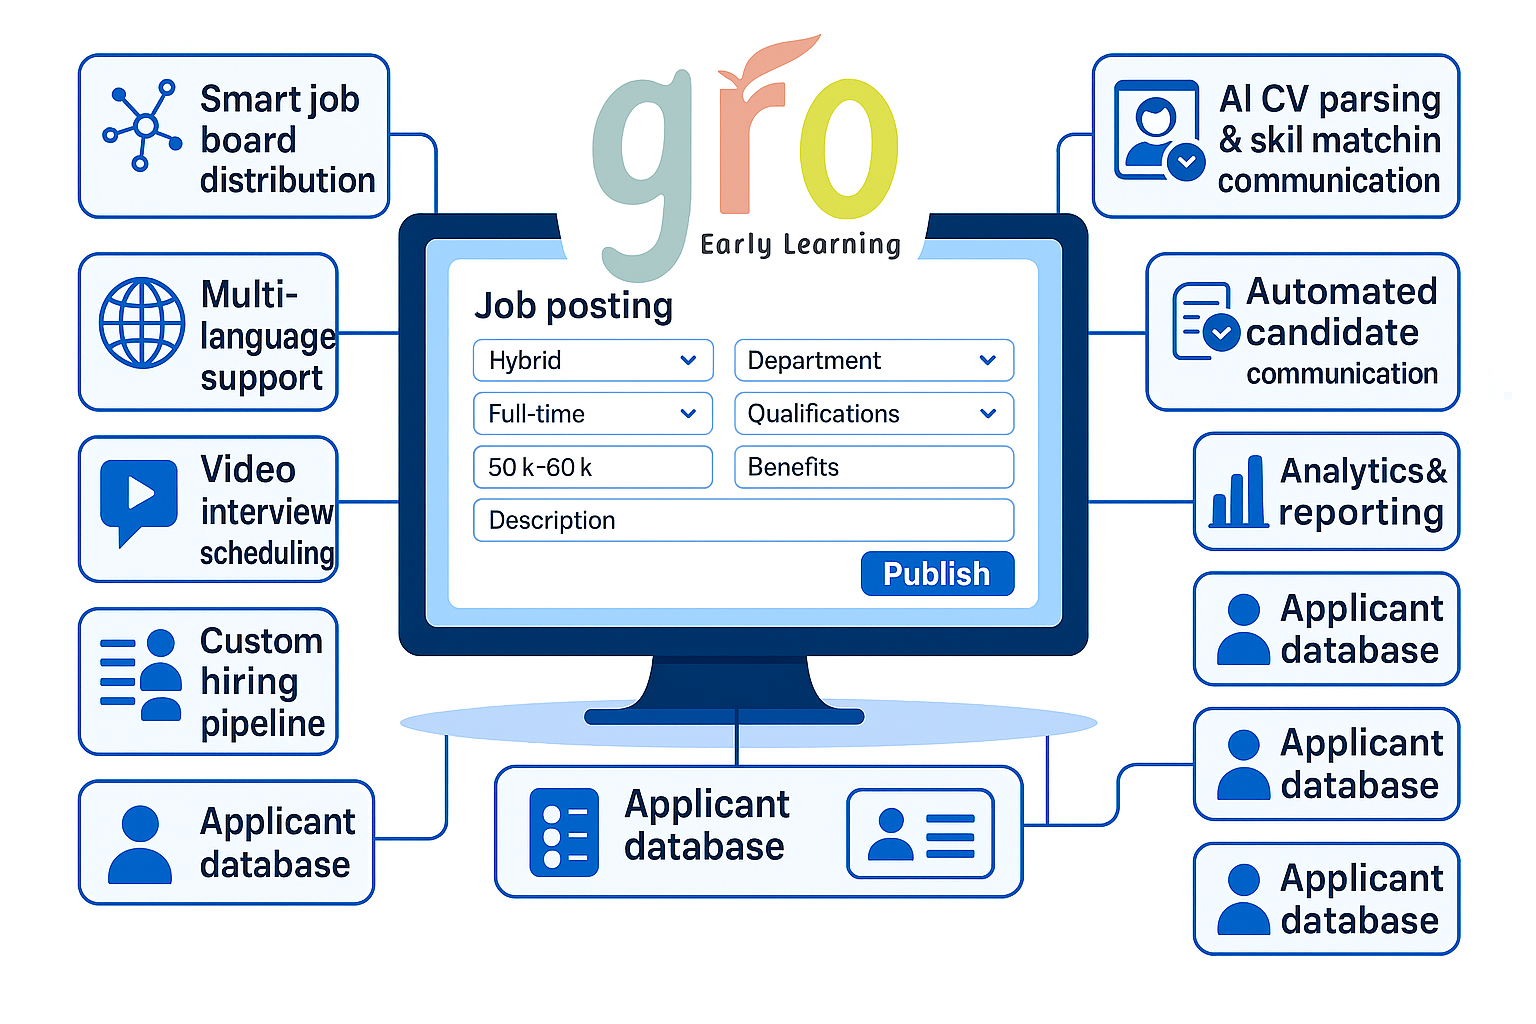 gro
Early Learning
Smart job
board
distribution
Multi-
language
support
Video
interview
scheduling
Custom
hiring
pipeline
Applicant
database
Job posting
Hybrid
Department
Full-time
Qualifications
50 k-60 k
Benefits
Description
Publish
Applicant
database
AI CV parsing
& skil matchin
communication
Automated
candidate
communication
Analytics&
reporting
Applicant
database
Applicant
database
Applicant
database